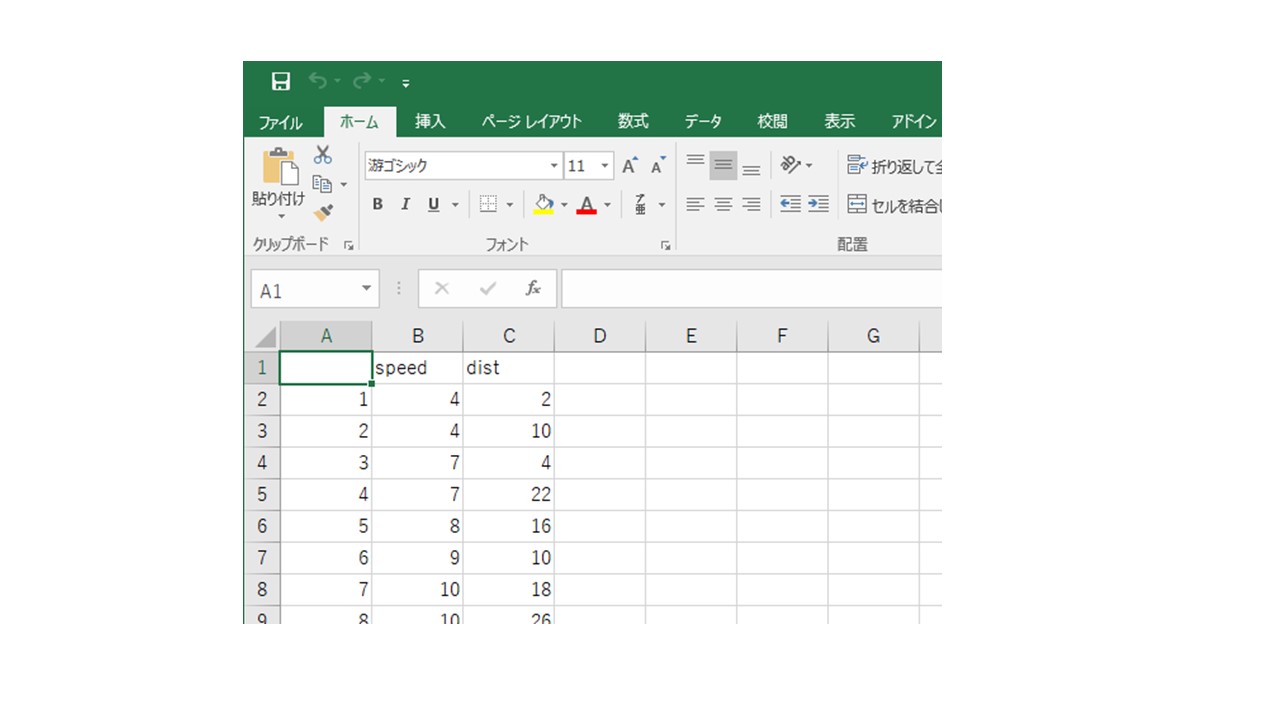 ファイル ホーム 挿入 ページ レイアウト 数式 データ 校閲 表示 アドイン
游ゴシック 11 A A 折り返して全
貼り付け B I U A ア亜 セルを結合し
クリップボード フォント 配置
A1 fx
A B C D E F G
1 speed dist
2 1 4 2
3 2 4 10
4 3 7 4
5 4 7 22
6 5 8 16
7 6 9 10
8 7 10 18
9 8 10 26